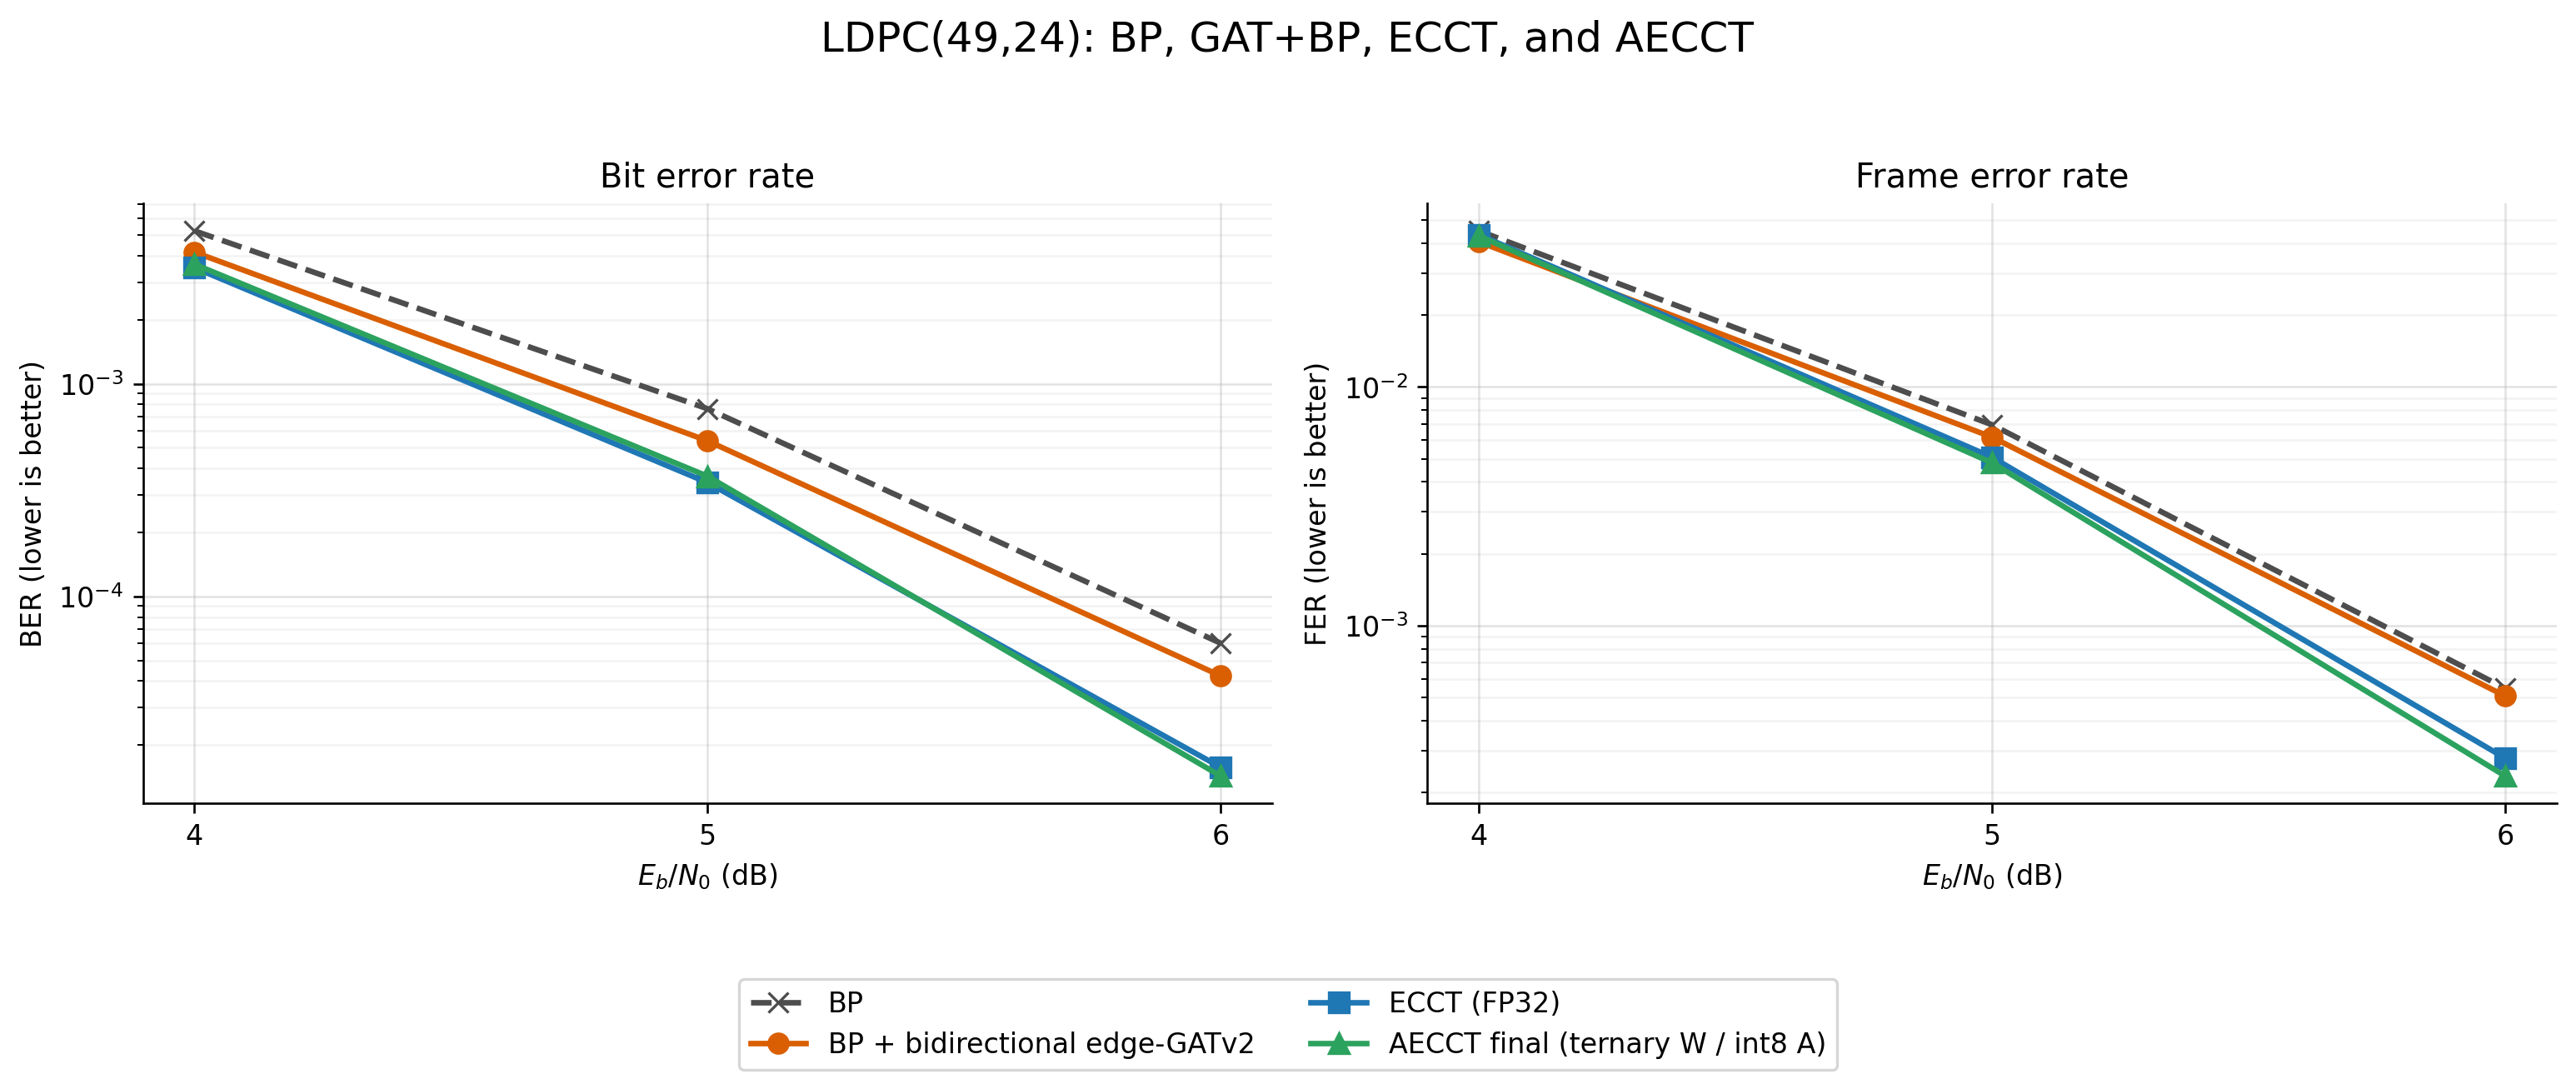 LDPC(49,24): BP, GAT+BP, ECCT, and AECCT
Bit error rate
BER (lower is better)
10⁻³
10⁻⁴
4 5 6
E_b/N_0 (dB)
Frame error rate
FER (lower is better)
10⁻²
10⁻³
4 5 6
E_b/N_0 (dB)
BP
BP + bidirectional edge-GATv2
ECCT (FP32)
AECCT final (ternary W / int8 A)